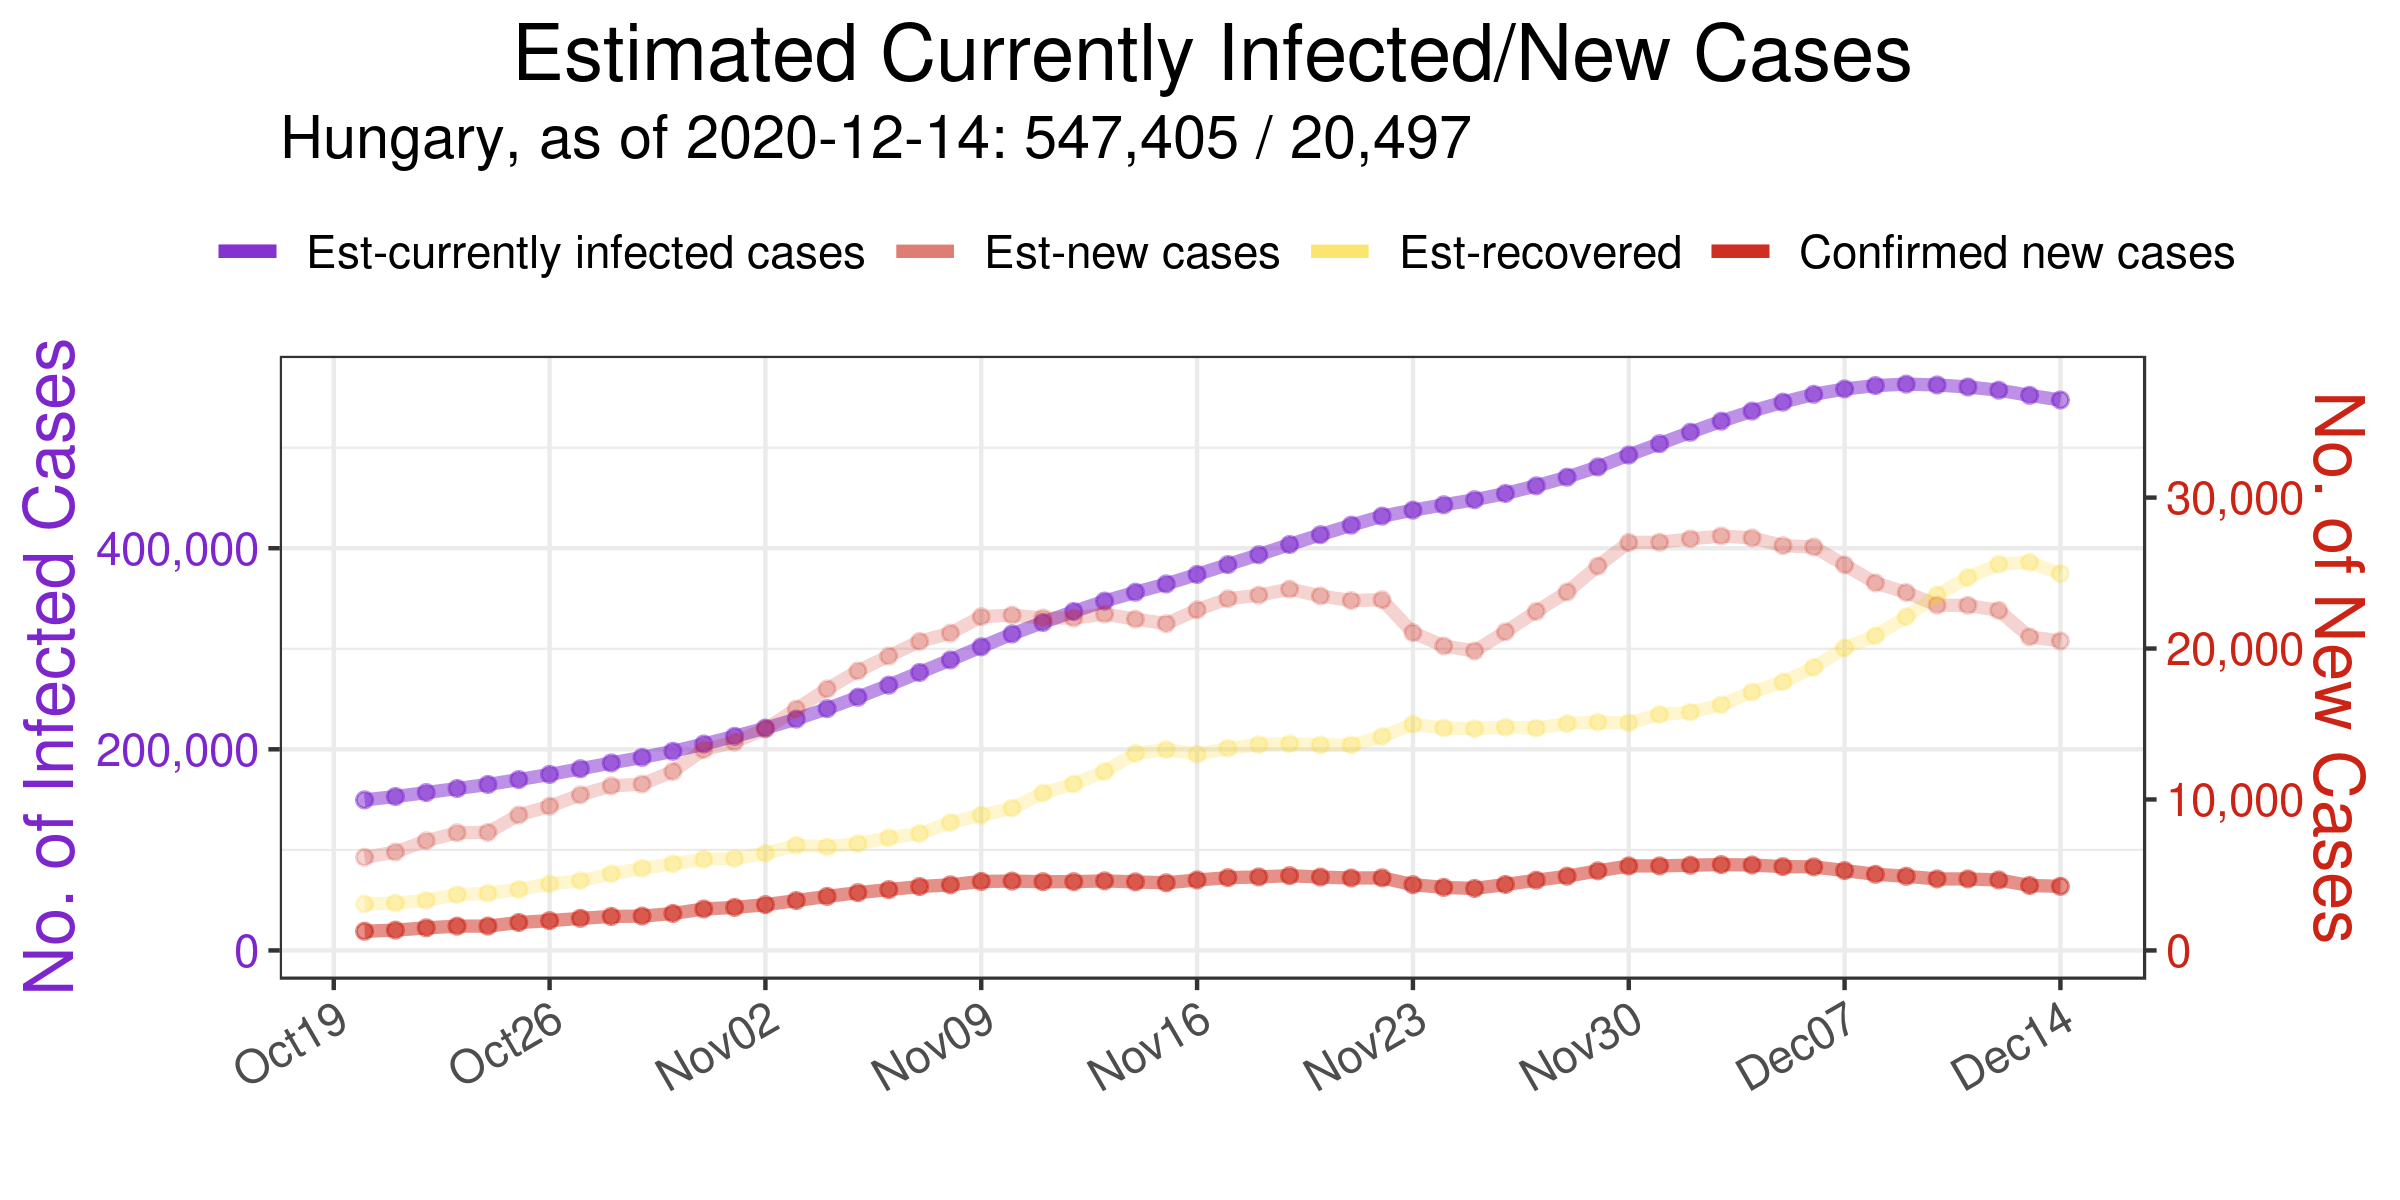 Estimated Currently Infected/New Cases
Hungary, as of 2020-12-14: 547,405 / 20,497
Est-currently infected cases
Est-new cases
Est-recovered
Confirmed new cases
No. of Infected Cases
400,000
200,000
0
No. of New Cases
30,000
20,000
10,000
0
Oct19
Oct26
Nov02
Nov09
Nov16
Nov23
Nov30
Dec07
Dec14